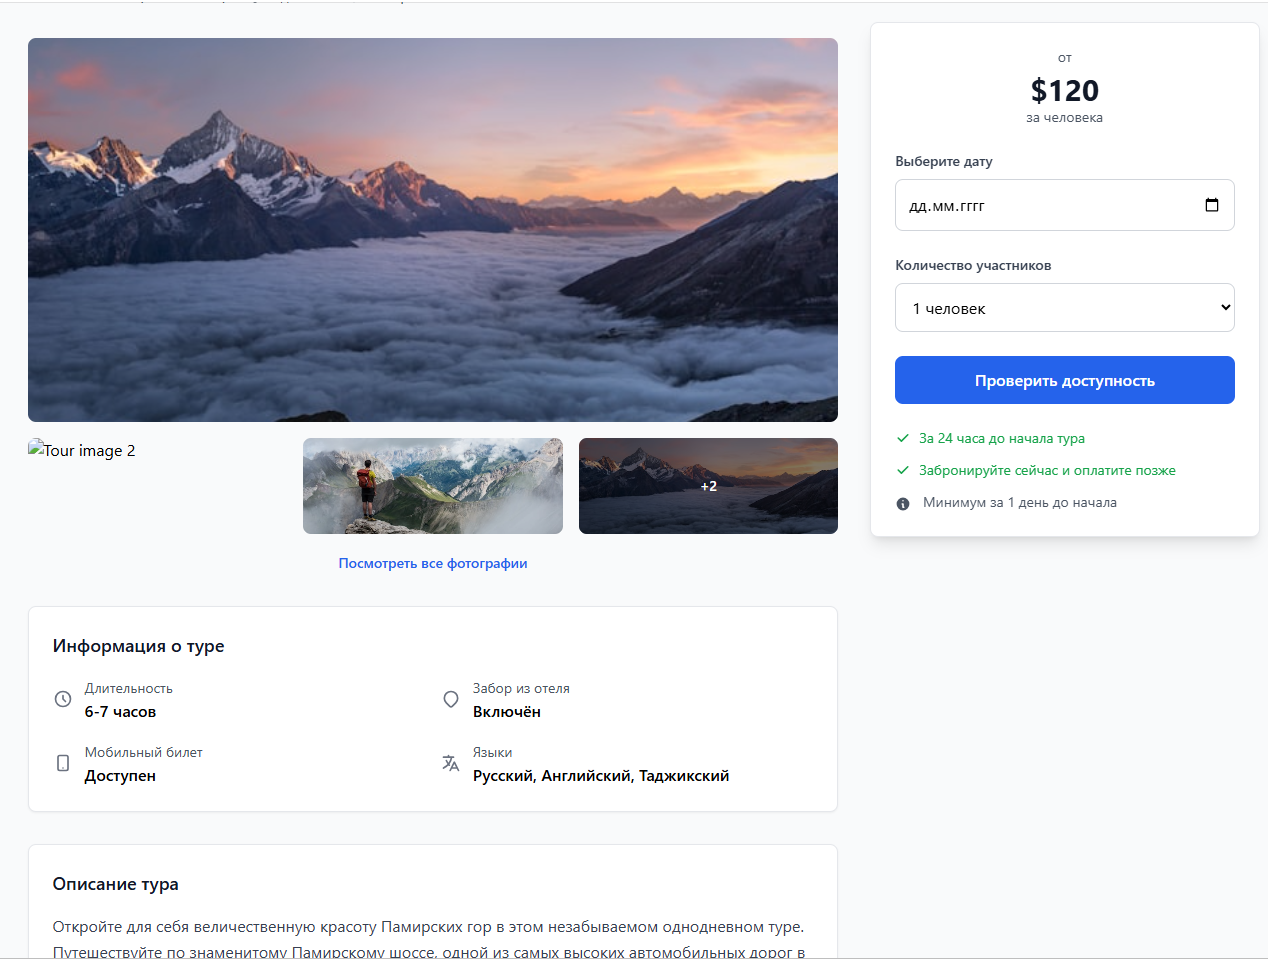 от
$120
за человека
Выберите дату
дд.мм.гггг
Количество участников
1 человек
Проверить доступность
За 24 часа до начала тура
Забронируйте сейчас и оплатите позже
Минимум за 1 день до начала
Tour image 2
+2
Посмотреть все фотографии
Информация о туре
Длительность
6-7 часов
Забор из отеля
Включён
Мобильный билет
Доступен
Языки
Русский, Английский, Таджикский
Описание тура
Откройте для себя величественную красоту Памирских гор в этом незабываемом однодневном туре.
Путешествуйте по знаменитому Памирскому шоссе, одной из самых высоких автомобильных дорог в